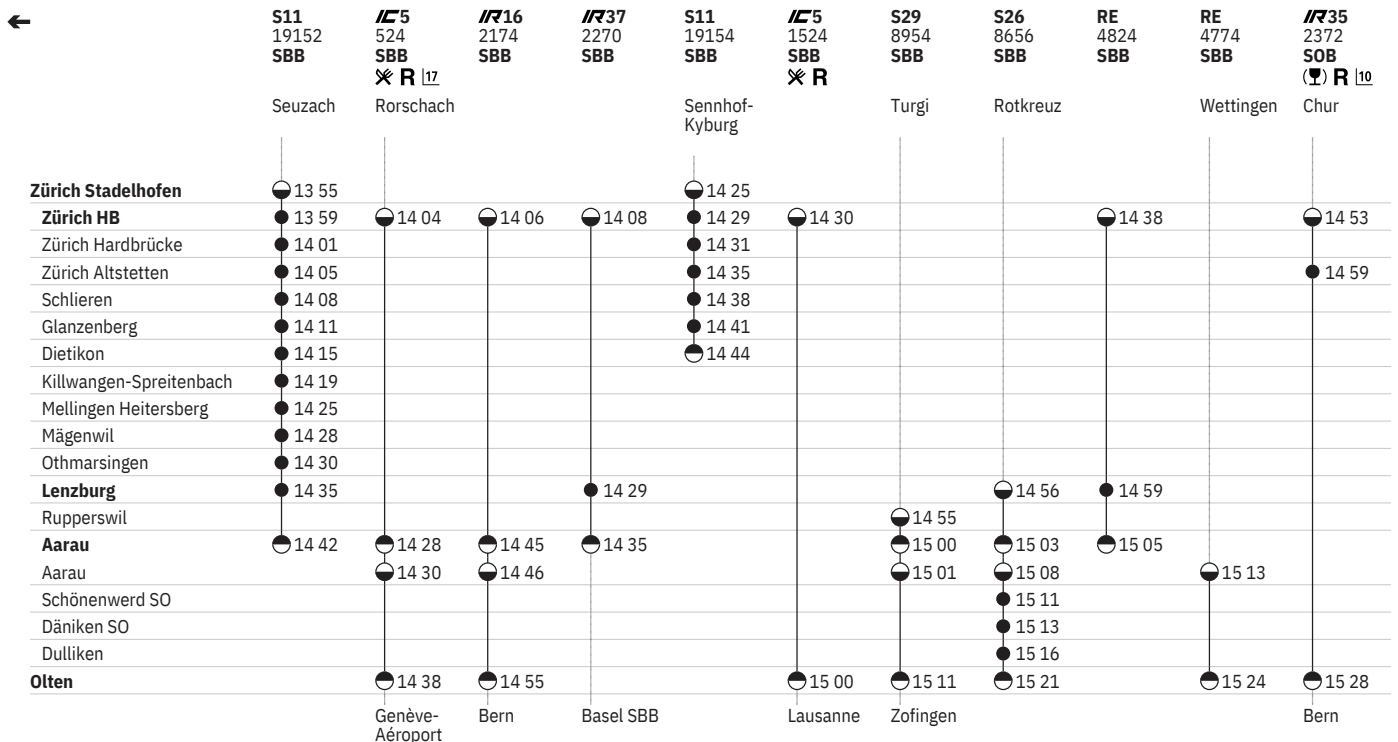 S11 IC5 IR16 IR37 S11 IC5 S29 S26 RE RE IR35
19152 524 2174 2270 19154 1524 8954 8656 4824 4774 2372
SBB SBB SBB SBB SBB SBB SBB SBB SBB SBB SOB
R 17 R R 10
Seuzach Rorschach Sennhof- Turgi Rotkreuz Wettingen Chur
Kyburg
Zürich Stadelhofen 13 55 14 25
Zürich HB 13 59 14 04 14 06 14 08 14 29 14 30 14 38 14 53
Zürich Hardbrücke 14 01 14 31
Zürich Altstetten 14 05 14 35 14 59
Schlieren 14 08 14 38
Glanzenberg 14 11 14 41
Dietikon 14 15 14 44
Killwangen-Spreitenbach 14 19
Mellingen Heitersberg 14 25
Mägenwil 14 28
Othmarsingen 14 30
Lenzburg 14 35 14 29 14 56 14 59
Rupperswil 14 55
Aarau 14 42 14 28 14 45 14 35 15 00 15 03 15 05
Aarau 14 30 14 46 15 01 15 08 15 13
Schönenwerd SO 15 11
Däniken SO 15 13
Dulliken 15 16
Olten 14 38 14 55 15 00 15 11 15 21 15 24 15 28
Genève- Bern Basel SBB Lausanne Zofingen Bern
Aéroport